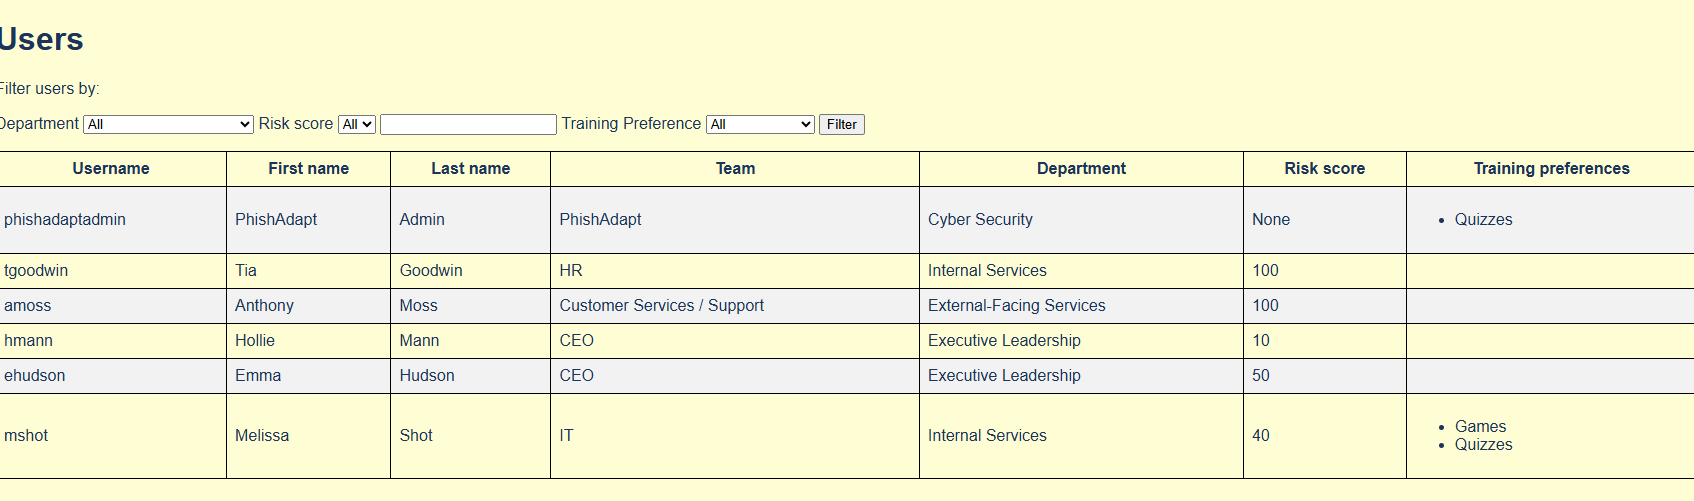 Users
Filter users by:
Department All Risk score All Training Preference All Filter
Username First name Last name Team Department Risk score Training preferences
phishadaptadmin PhishAdapt Admin PhishAdapt Cyber Security None • Quizzes
tgoodwin Tia Goodwin HR Internal Services 100
amoss Anthony Moss Customer Services / Support External-Facing Services 100
hmann Hollie Mann CEO Executive Leadership 10
ehudson Emma Hudson CEO Executive Leadership 50
mshot Melissa Shot IT Internal Services 40 • Games
• Quizzes